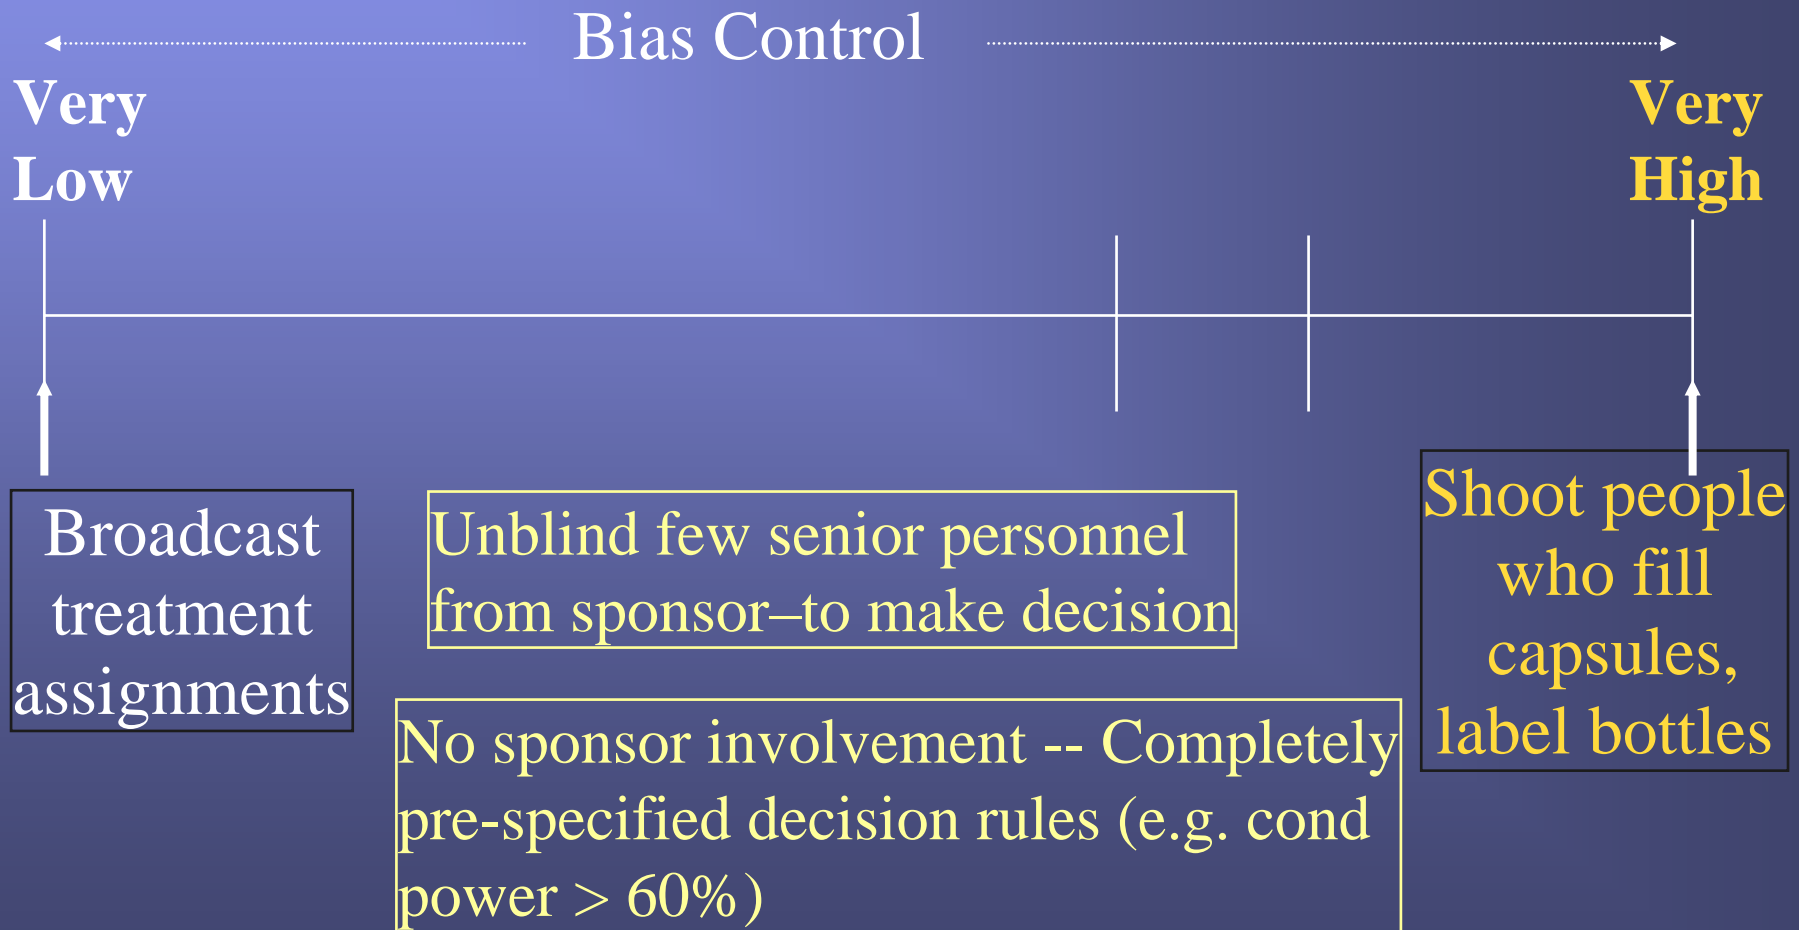 Bias Control
Very
Low
Very
High
Broadcast
treatment
assignments
Unblind few senior personnel
from sponsor–to make decision
No sponsor involvement -- Completely
pre-specified decision rules (e.g. cond
power > 60%)
Shoot people
who fill
capsules,
label bottles